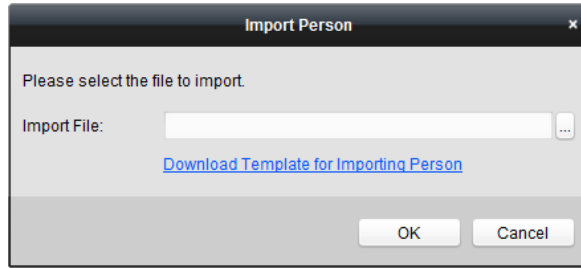 Import Person
×
Please select the file to import.
Import File:
...
Download Template for Importing Person
OK Cancel